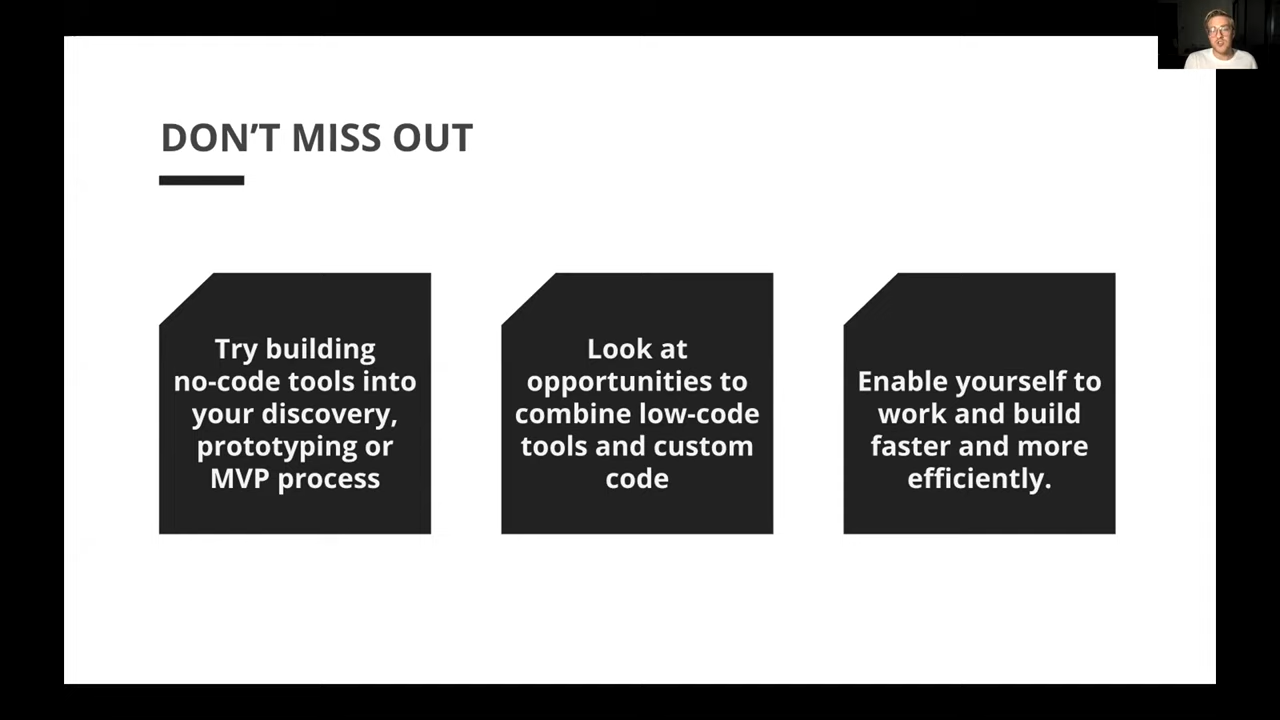 DON’T MISS OUT
Try building
no-code tools into
your discovery,
prototyping or
MVP process
Look at
opportunities to
combine low-code
tools and custom
code
Enable yourself to
work and build
faster and more
efficiently.